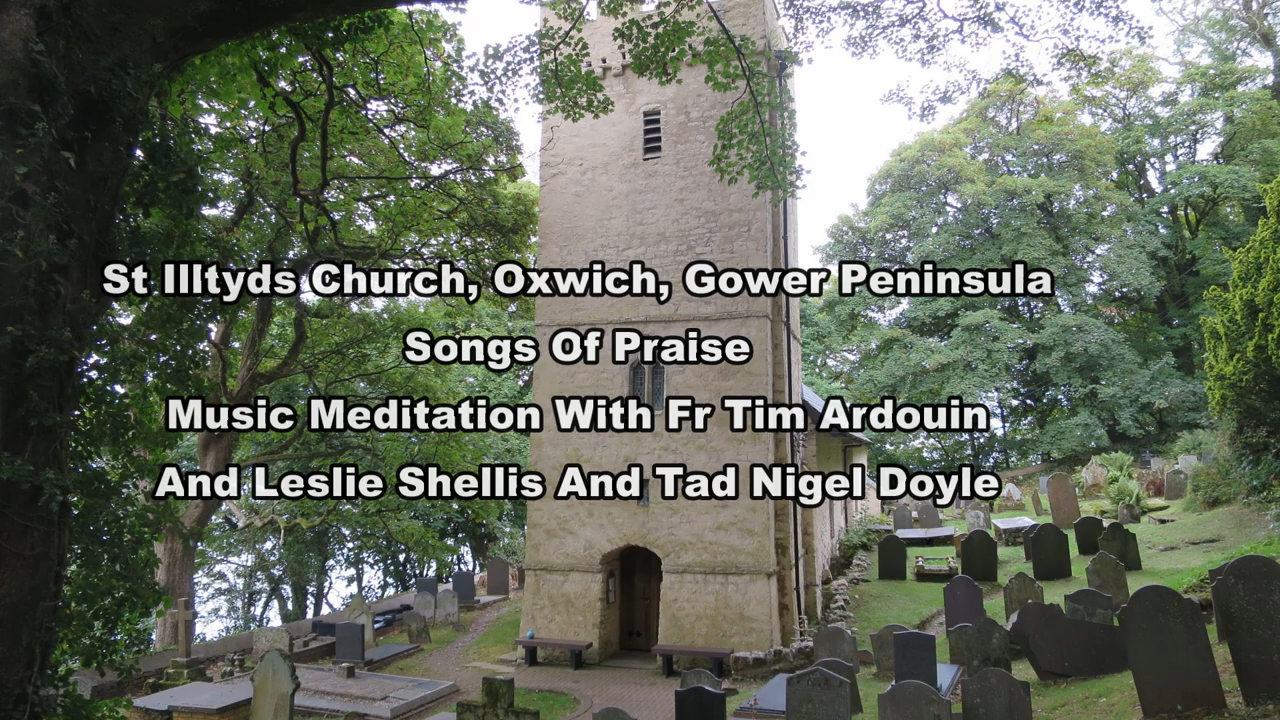 St Illtyds Church, Oxwich, Gower Peninsula
Songs Of Praise
Music Meditation With Fr Tim Ardouin
And Leslie Shellis And Tad Nigel Doyle